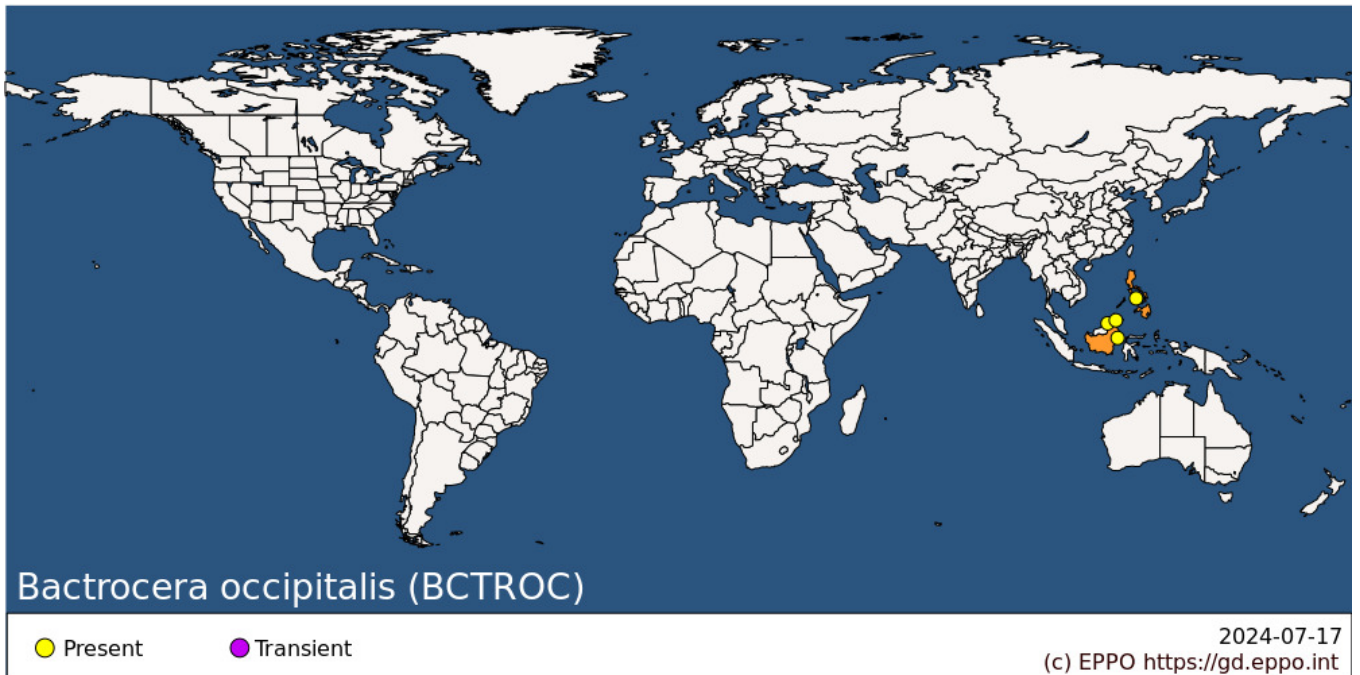 Bactrocera occipitalis (BCTROC)
Present
Transient
2024-07-17
(c) EPPO https://gd.eppo.int